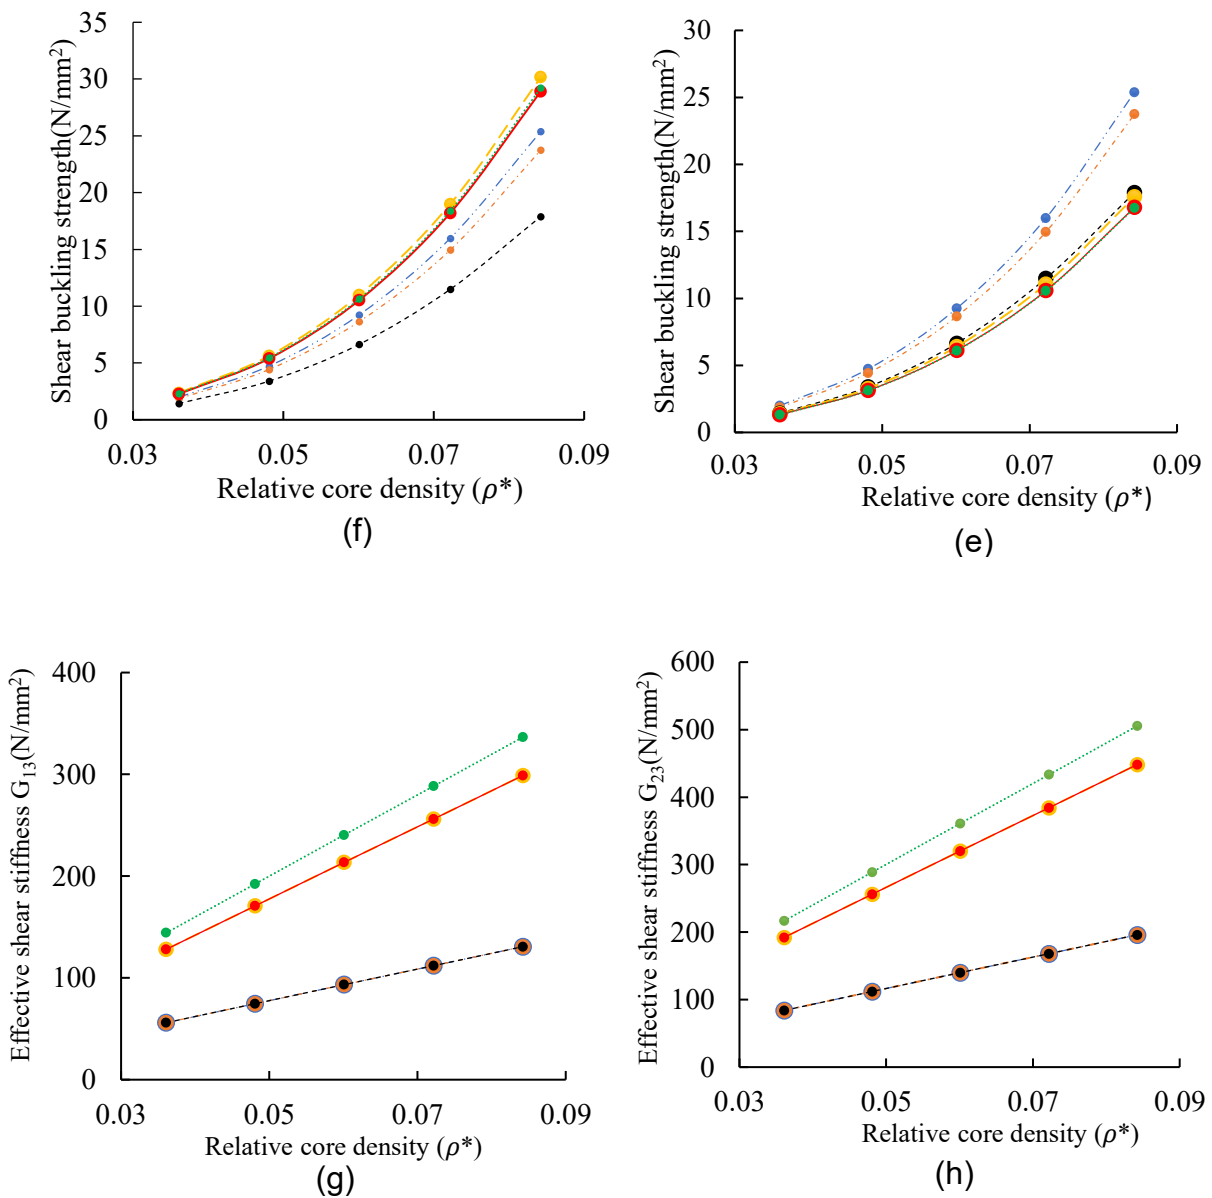 Shear buckling strength(N/mm²)
35
30
25
20
15
10
5
0
0.03 0.05 0.07 0.09
Relative core density (ρ*)
(f)
Shear buckling strength(N/mm²)
30
25
20
15
10
5
0
0.03 0.05 0.07 0.09
Relative core density (ρ*)
(e)
Effective shear stiffness G₁₃(N/mm²)
400
300
200
100
0
0.03 0.05 0.07 0.09
Relative core density (ρ*)
(g)
Effective shear stiffness G₂₃(N/mm²)
600
500
400
300
200
100
0
0.03 0.05 0.07 0.09
Relative core density (ρ*)
(h)